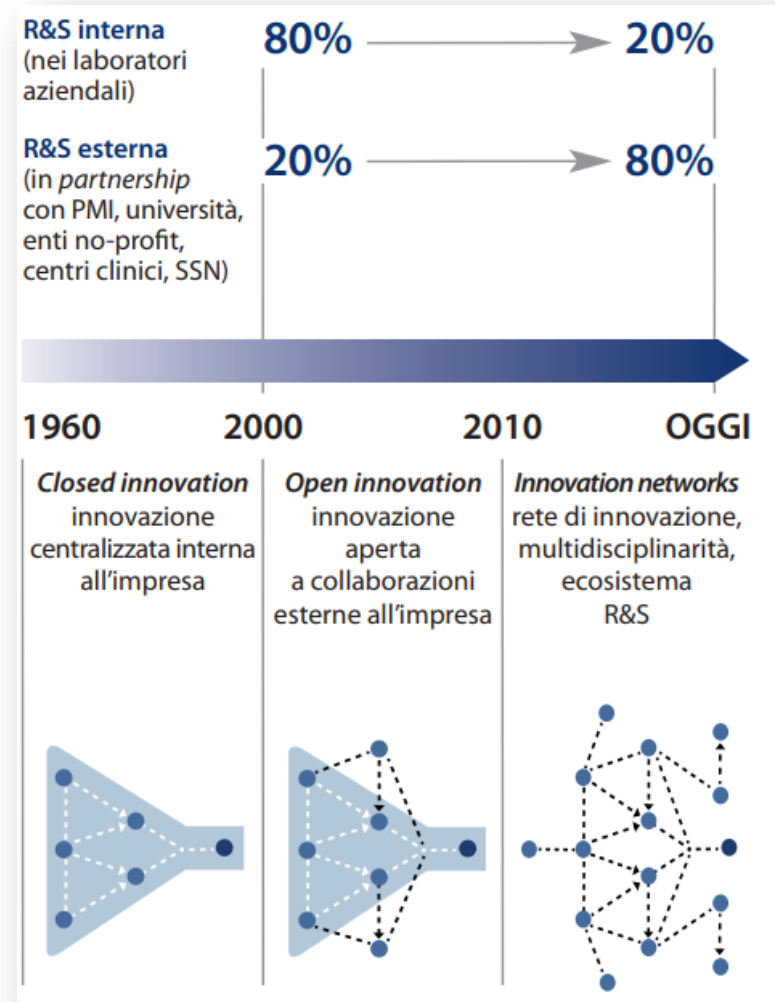 R&S interna
(nei laboratori
aziendali)
80%
20%
R&S esterna
(in partnership
con PMI, università,
enti no-profit,
centri clinici, SSN)
20%
80%
1960
2000
2010
OGGI
Closed innovation
innovazione
centralizzata interna
all'impresa
Open innovation
innovazione
aperta
a collaborazioni
esterne all'impresa
Innovation networks
rete di innovazione,
multidisciplinarità,
ecosistema
R&S